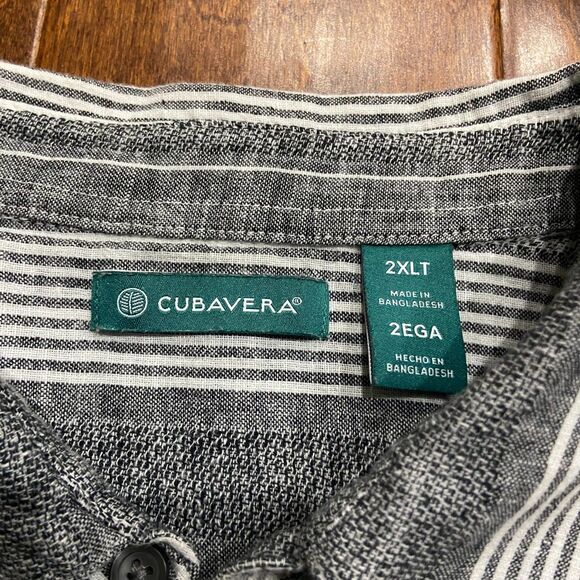 CUBAVERA®
2XLT
MADE IN
BANGLADESH
2EGA
HECHO EN
BANGLADESH